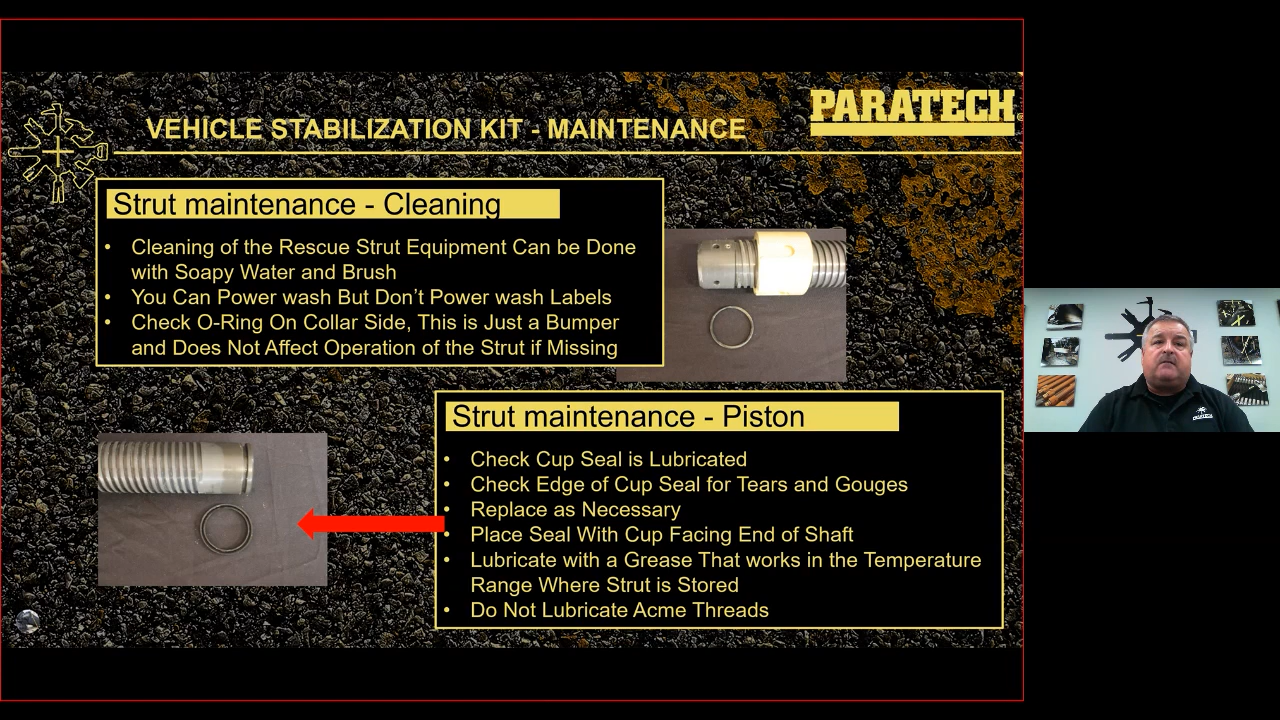 PARATECH
VEHICLE STABILIZATION KIT - MAINTENANCE
Strut maintenance - Cleaning
• Cleaning of the Rescue Strut Equipment Can be Done
with Soapy Water and Brush
• You Can Power wash But Don’t Power wash Labels
• Check O-Ring On Collar Side, This is Just a Bumper
and Does Not Affect Operation of the Strut if Missing
Strut maintenance - Piston
• Check Cup Seal is Lubricated
• Check Edge of Cup Seal for Tears and Gouges
• Replace as Necessary
• Place Seal With Cup Facing End of Shaft
• Lubricate with a Grease That works in the Temperature
Range Where Strut is Stored
• Do Not Lubricate Acme Threads